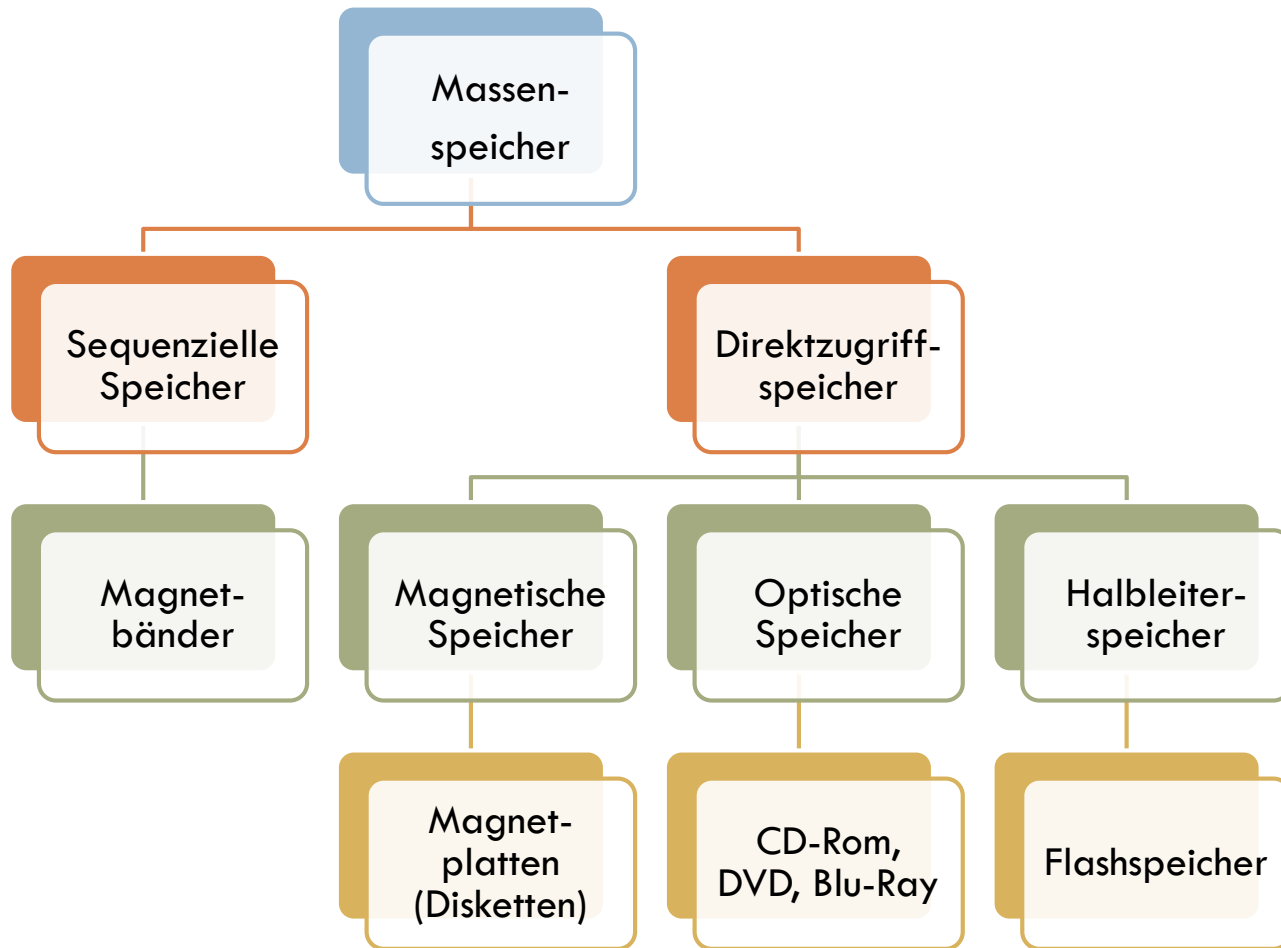 Massen-
speicher
Sequenzielle
Speicher
Direktzugriff-
speicher
Magnet-
bänder
Magnetische
Speicher
Optische
Speicher
Halbleiter-
speicher
Magnet-
platten
(Disketten)
CD-Rom,
DVD, Blu-Ray
Flashspeicher